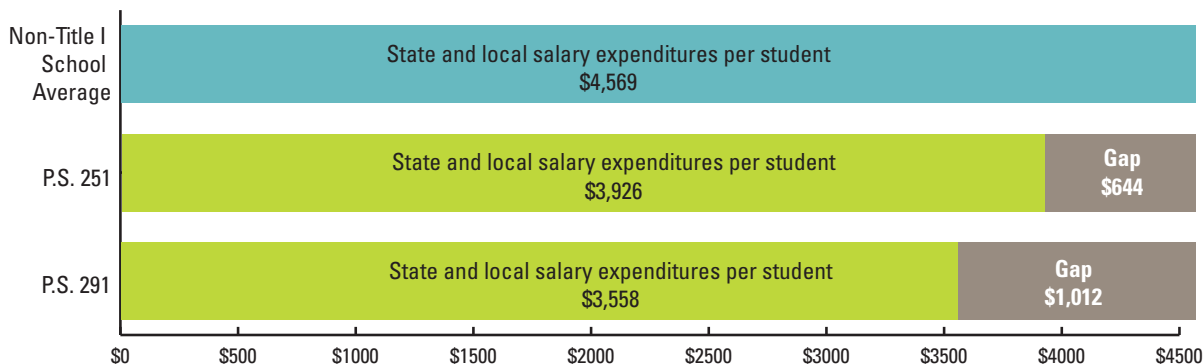 Non-Title I
School
Average
State and local salary expenditures per student
$4,569
P.S. 251
State and local salary expenditures per student
$3,926
Gap
$644
P.S. 291
State and local salary expenditures per student
$3,558
Gap
$1,012
$0 $500 $1000 $1500 $2000 $2500 $3000 $3500 $4000 $4500